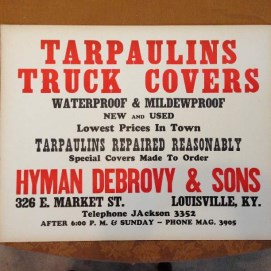 TARPAULINS
TRUCK COVERS
WATERPROOF & MILDEWPROOF
NEW AND USED
Lowest Prices In Town
TARPAULINS REPAIRED REASONABLY
Special Covers Made To Order
HYMAN DEBROVY & SONS
326 E. MARKET ST. LOUISVILLE, KY.
Telephone JAckson 3352
AFTER 6:00 P. M. & SUNDAY – PHONE MAG. 3905